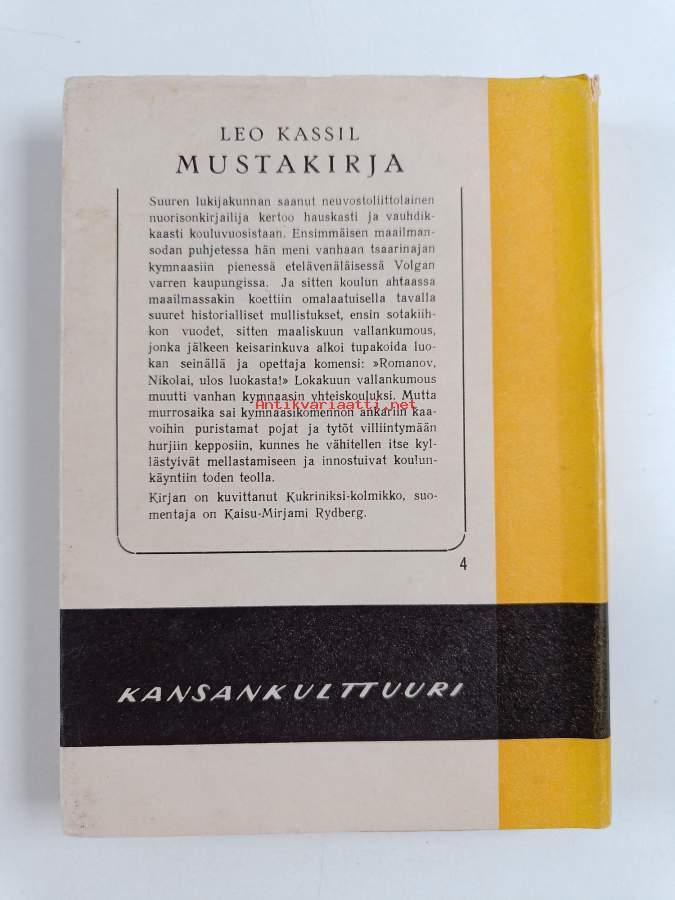 LEO KASSIL
MUSTAKIRJA
Suuren lukijakunnan saanut neuvostoliittolainen
nuorisonkirjailija kertoo hauskasti ja vauhdik-
kaasti kouluvuosistaan. Ensimmäisen maailman-
sodan puhjetessa hän meni vanhaan tsaarinajan
kymnaasiin pienessä etelävenäläisessä Volgan
varren kaupungissa. Ja sitten koulun ahtaassa
maailmassakin koettiin omalaatuisella tavalla
suuret historialliset mullistukset, ensin sotakiih-
kon vuodet, sitten maaliskuun vallankumous,
jonka jälkeen keisarinkuva alkoi tupakoida luo-
kan seinällä ja opettaja komensi: »Romanov,
Nikolai, ulos luokasta!» Lokakuun vallankumous
muutti vanhan kymnaasin yhteiskouluksi. Mutta
Antikvariaatti.net
murrosaika sai kymnaasikomennon ankariin kaa-
voihin puristamat pojat ja tytöt villiintymään
hurjiin kepposiin, kunnes he vähitellen itse kyl-
lästyivät mellastamiseen ja innostuivat koulun-
käyntiin toden teolla.
Kirjan on kuvittanut Kukriniksi-kolmikko, suo-
mentaja on Kaisu-Mirjami Rydberg.
4
KANSANKULTTUURI